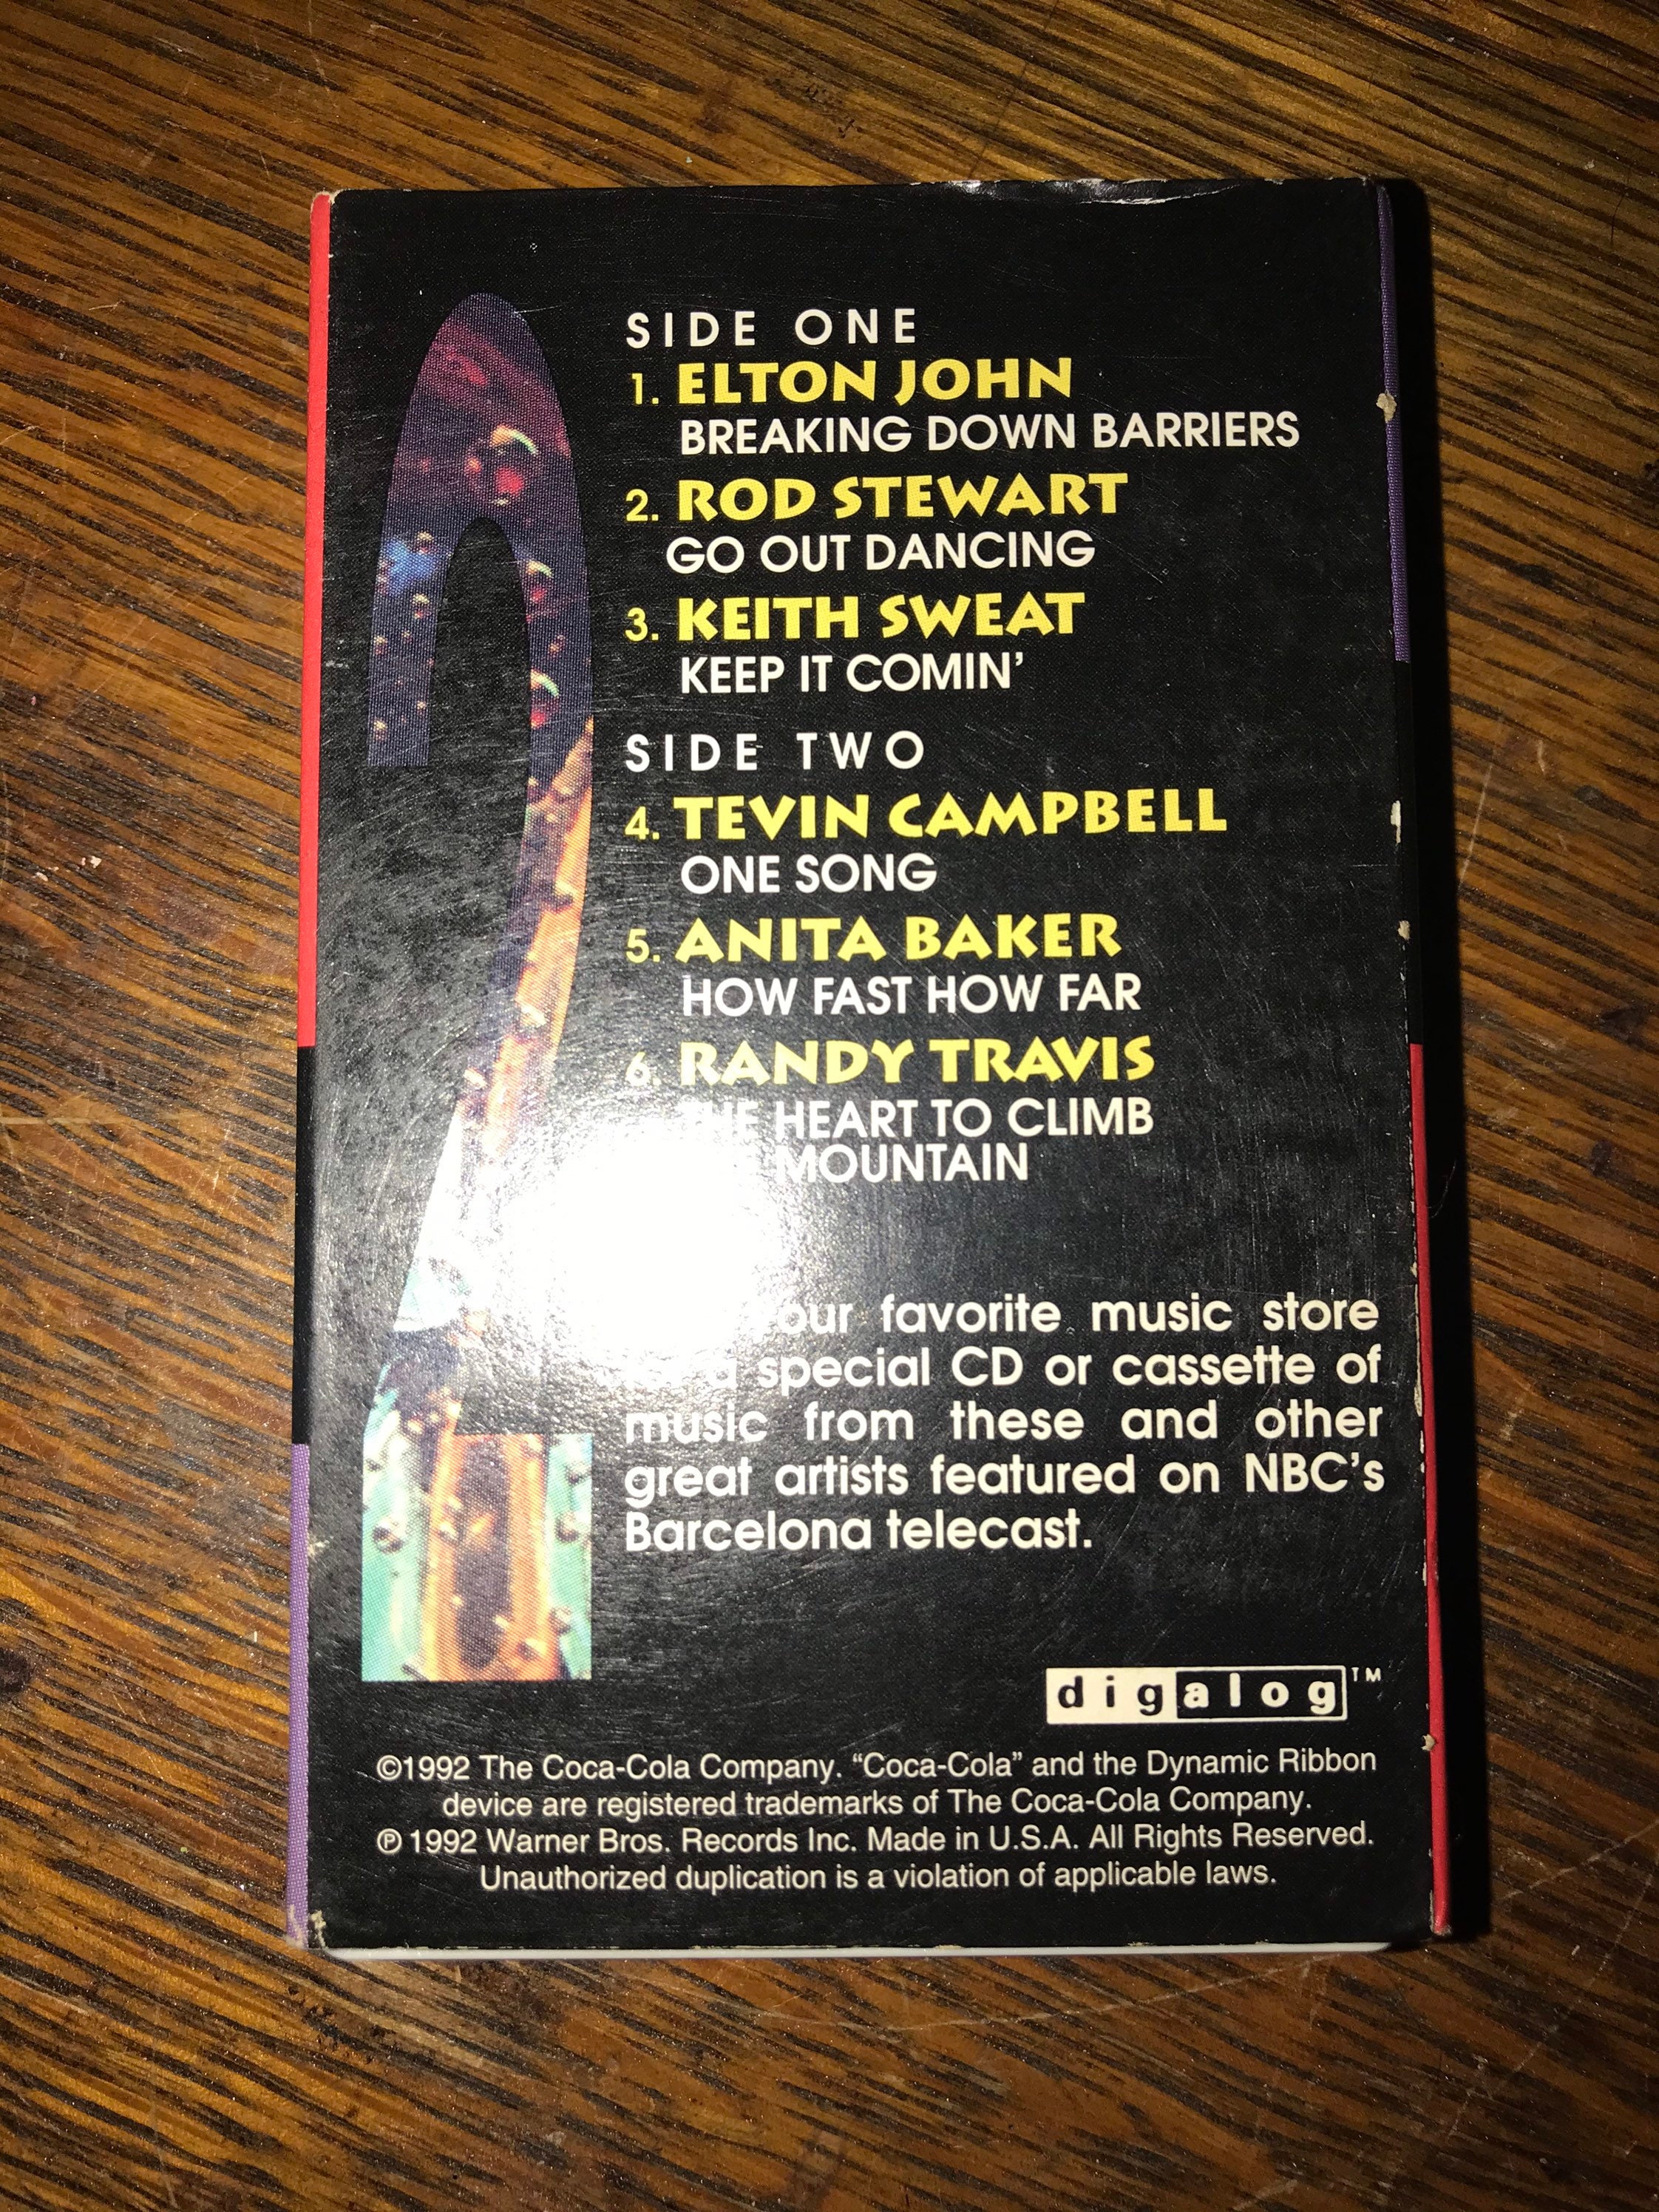 SIDE ONE
1. ELTON JOHN
BREAKING DOWN BARRIERS
2. ROD STEWART
GO OUT DANCING
3. KEITH SWEAT
KEEP IT COMIN'
SIDE TWO
4. TEVIN CAMPBELL
ONE SONG
5. ANITA BAKER
HOW FAST HOW FAR
6. RANDY TRAVIS
THE HEART TO CLIMB
MOUNTAIN
your favorite music store
special CD or cassette of
music from these and other
great artists featured on NBC's
Barcelona telecast.
digalog™
©1992 The Coca-Cola Company. “Coca-Cola” and the Dynamic Ribbon
device are registered trademarks of The Coca-Cola Company.
℗ 1992 Warner Bros. Records Inc. Made in U.S.A. All Rights Reserved.
Unauthorized duplication is a violation of applicable laws.
2